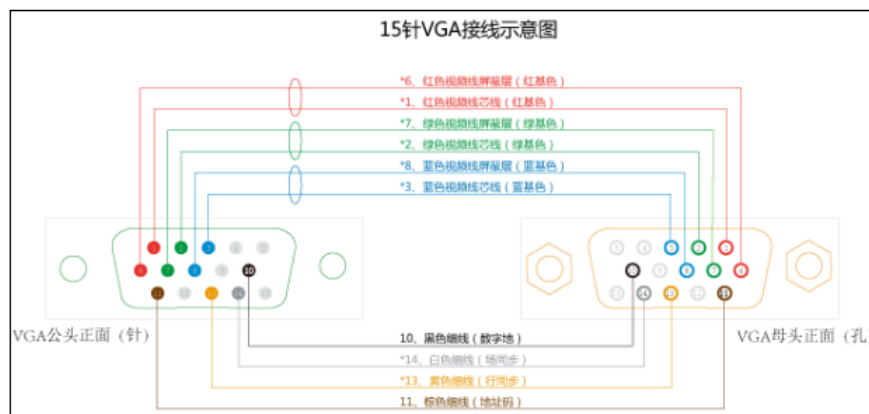 15针VGA接线示意图
*6、红色视频线屏蔽层（红基色）
*1、红色视频线芯线（红基色）
*7、绿色视频线屏蔽层（绿基色）
*2、绿色视频线芯线（绿基色）
*8、蓝色视频线屏蔽层（蓝基色）
*3、蓝色视频线芯线（蓝基色）
10
VGA公头正面（针）
VGA母头正面（孔）
10、黑色细线（数字地）
*14、白色细线（场同步）
*13、黄色细线（行同步）
11、棕色细线（地址码）